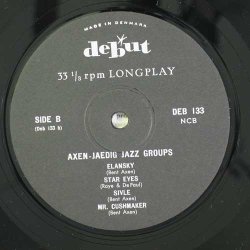 MADE IN DENMARK
debut
33 1/3 rpm LONGPLAY
SIDE B
(Deb 133 b)
DEB 133
NCB
AXEN-JAEDIG JAZZ GROUPS
ELANSKY
(Bent Axen)
STAR EYES
(Raye & DePaul)
SIVLE
(Bent Axen)
MR. CUSHMAKER
(Bent Axen)